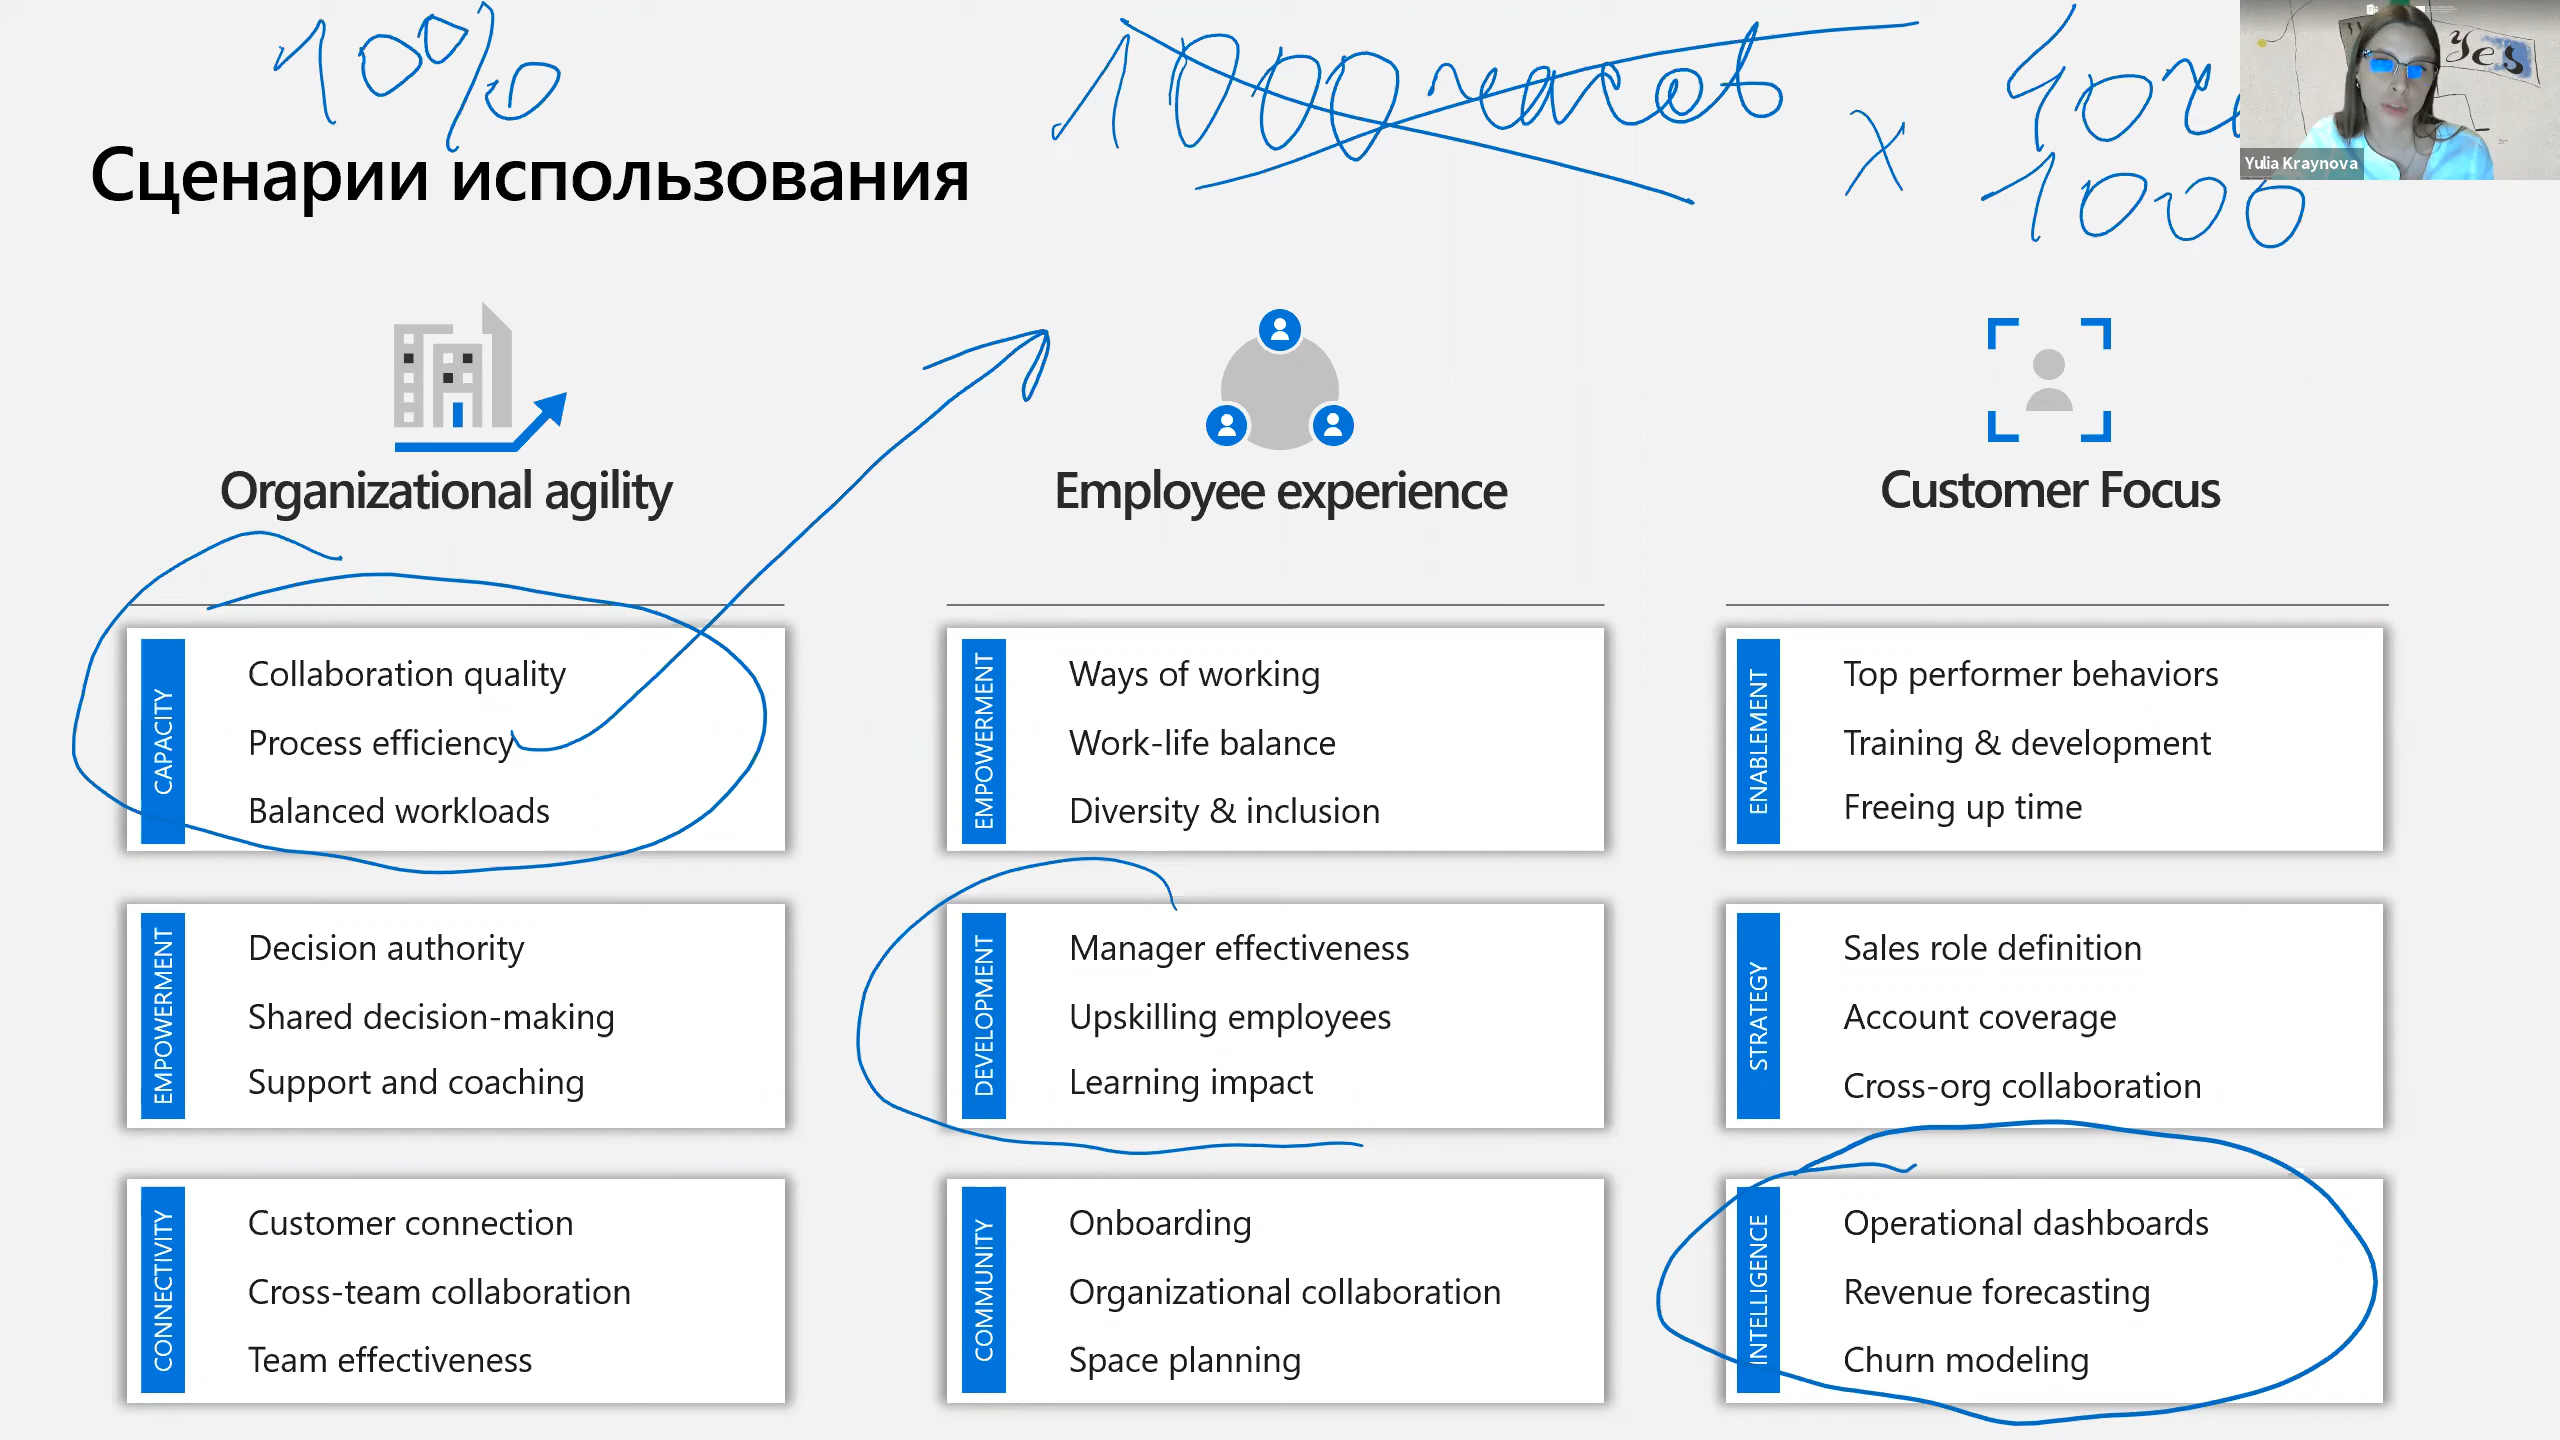 10%
1000 часов
x
1000
Yes
Yulia Kraynova
Сценарии использования
Organizational agility
CAPACITY
Collaboration quality
Process efficiency
Balanced workloads
EMPOWERMENT
Decision authority
Shared decision-making
Support and coaching
CONNECTIVITY
Customer connection
Cross-team collaboration
Team effectiveness
Employee experience
EMPOWERMENT
Ways of working
Work-life balance
Diversity & inclusion
DEVELOPMENT
Manager effectiveness
Upskilling employees
Learning impact
COMMUNITY
Onboarding
Organizational collaboration
Space planning
Customer Focus
ENABLEMENT
Top performer behaviors
Training & development
Freeing up time
STRATEGY
Sales role definition
Account coverage
Cross-org collaboration
INTELLIGENCE
Operational dashboards
Revenue forecasting
Churn modeling